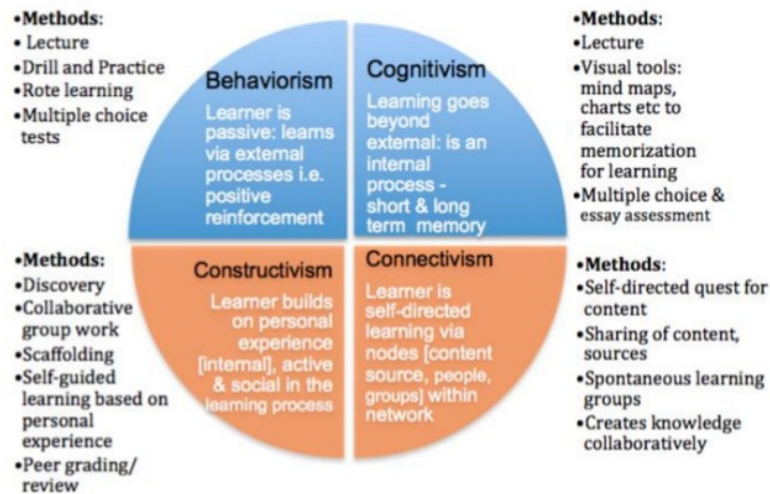 •Methods:
• Lecture
•Drill and Practice
•Rote learning
•Multiple choice
tests
Behaviorism
Learner is
passive: learns
via external
processes i.e.
positive
reinforcement
Cognitivism
Learning goes
beyond
external: is an
internal
process -
short & long
term memory
•Methods:
•Lecture
•Visual tools:
mind maps,
charts etc to
facilitate
memorization
for learning
•Multiple choice &
essay assessment
•Methods:
•Discovery
•Collaborative
group work
•Scaffolding
•Self-guided
learning based on
personal
experience
•Peer grading/
review
Constructivism
Learner builds
on personal
experience
[internal], active
& social in the
learning process
Connectivism
Learner is
self-directed
learning via
nodes [content
source, people,
groups] within
network
•Methods:
•Self-directed quest for
content
•Sharing of content,
sources
•Spontaneous learning
groups
•Creates knowledge
collaboratively